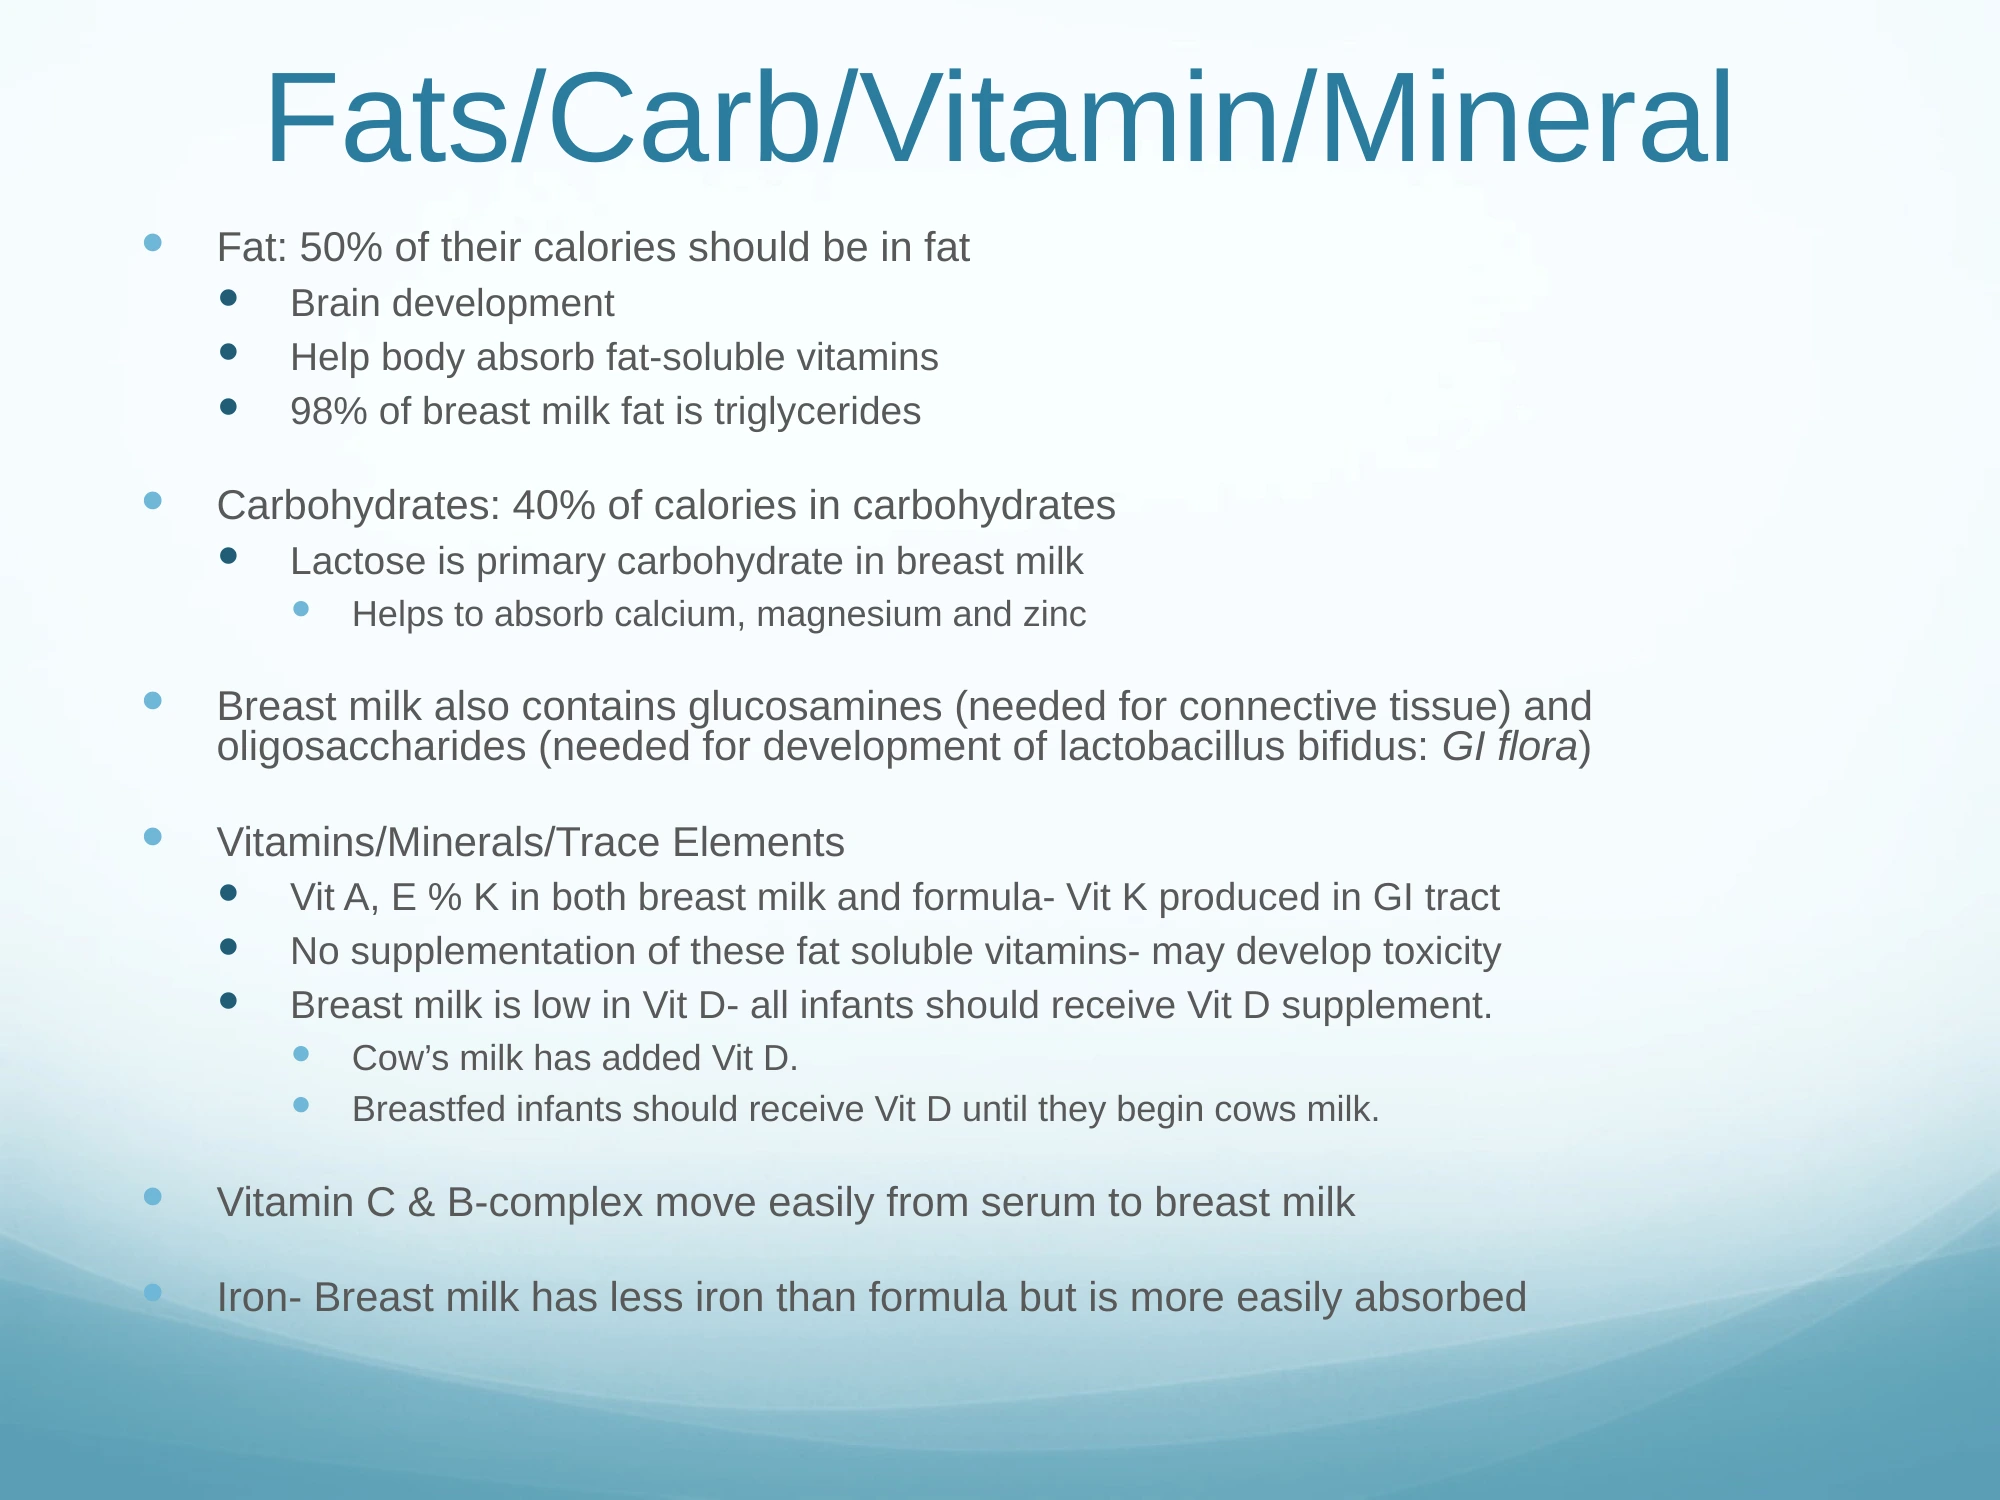 Fats/Carb/Vitamin/Mineral
• Fat: 50% of their calories should be in fat
• Brain development
• Help body absorb fat-soluble vitamins
• 98% of breast milk fat is triglycerides
• Carbohydrates: 40% of calories in carbohydrates
• Lactose is primary carbohydrate in breast milk
• Helps to absorb calcium, magnesium and zinc
• Breast milk also contains glucosamines (needed for connective tissue) and
oligosaccharides (needed for development of lactobacillus bifidus: GI flora)
• Vitamins/Minerals/Trace Elements
• Vit A, E % K in both breast milk and formula- Vit K produced in GI tract
• No supplementation of these fat soluble vitamins- may develop toxicity
• Breast milk is low in Vit D- all infants should receive Vit D supplement.
• Cow’s milk has added Vit D.
• Breastfed infants should receive Vit D until they begin cows milk.
• Vitamin C & B-complex move easily from serum to breast milk
• Iron- Breast milk has less iron than formula but is more easily absorbed